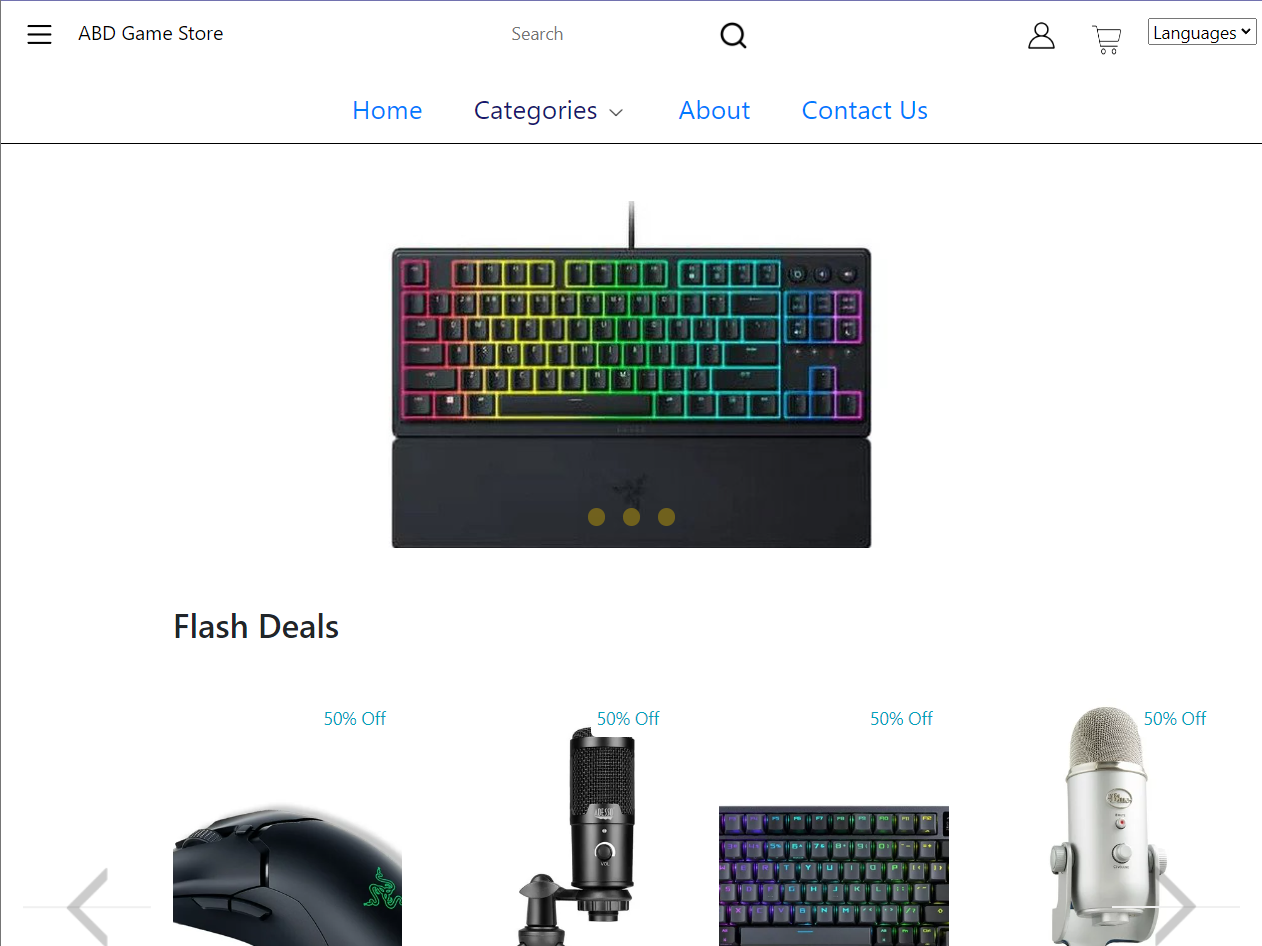 ABD Game Store
Search
Languages
Home
Categories
About
Contact Us
Flash Deals
50% Off
50% Off
50% Off
50% Off
VOL